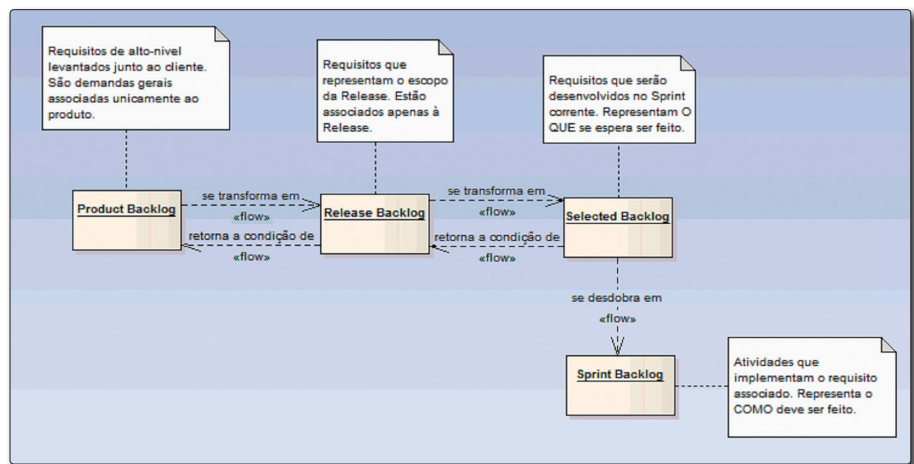 Requisitos de alto-nivel
levantados junto ao cliente.
São demandas gerais
associadas unicamente ao
produto.
Requisitos que
representam o escopo
da Release. Estão
associados apenas à
Release.
Requisitos que serão
desenvolvidos no Sprint
corrente. Representam O
QUE se espera ser feito.
Product Backlog
se transforma em
«flow»
retorna a condição de
«flow»
Release Backlog
se transforma em
«flow»
retorna a condição de
«flow»
Selected Backlog
se desdobra em
«flow»
Sprint Backlog
Atividades que
implementam o requisito
associado. Representa o
COMO deve ser feito.